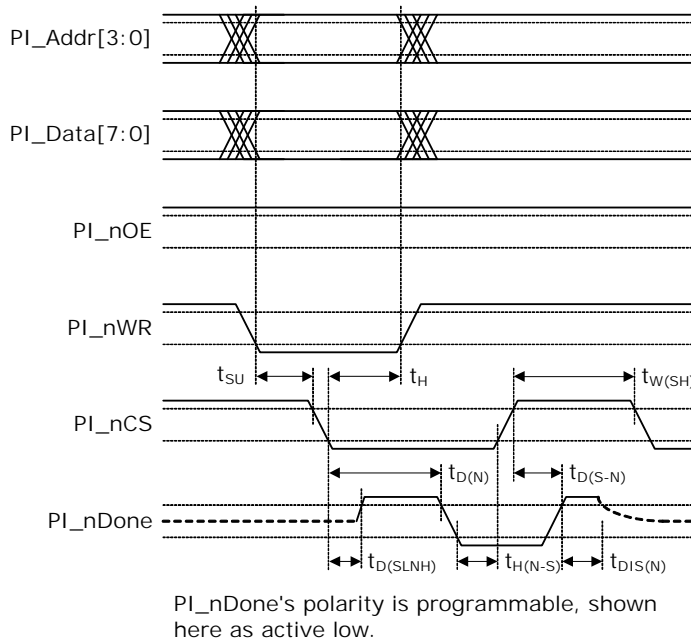 PI_Addr[3:0]
PI_Data[7:0]
PI_nOE
PI_nWR
tSU
tH
tW(SH)
PI_nCS
tD(N)
tD(S-N)
PI_nDone
tD(SLNH)
tH(N-S)
tDIS(N)
PI_nDone's polarity is programmable, shown
here as active low.